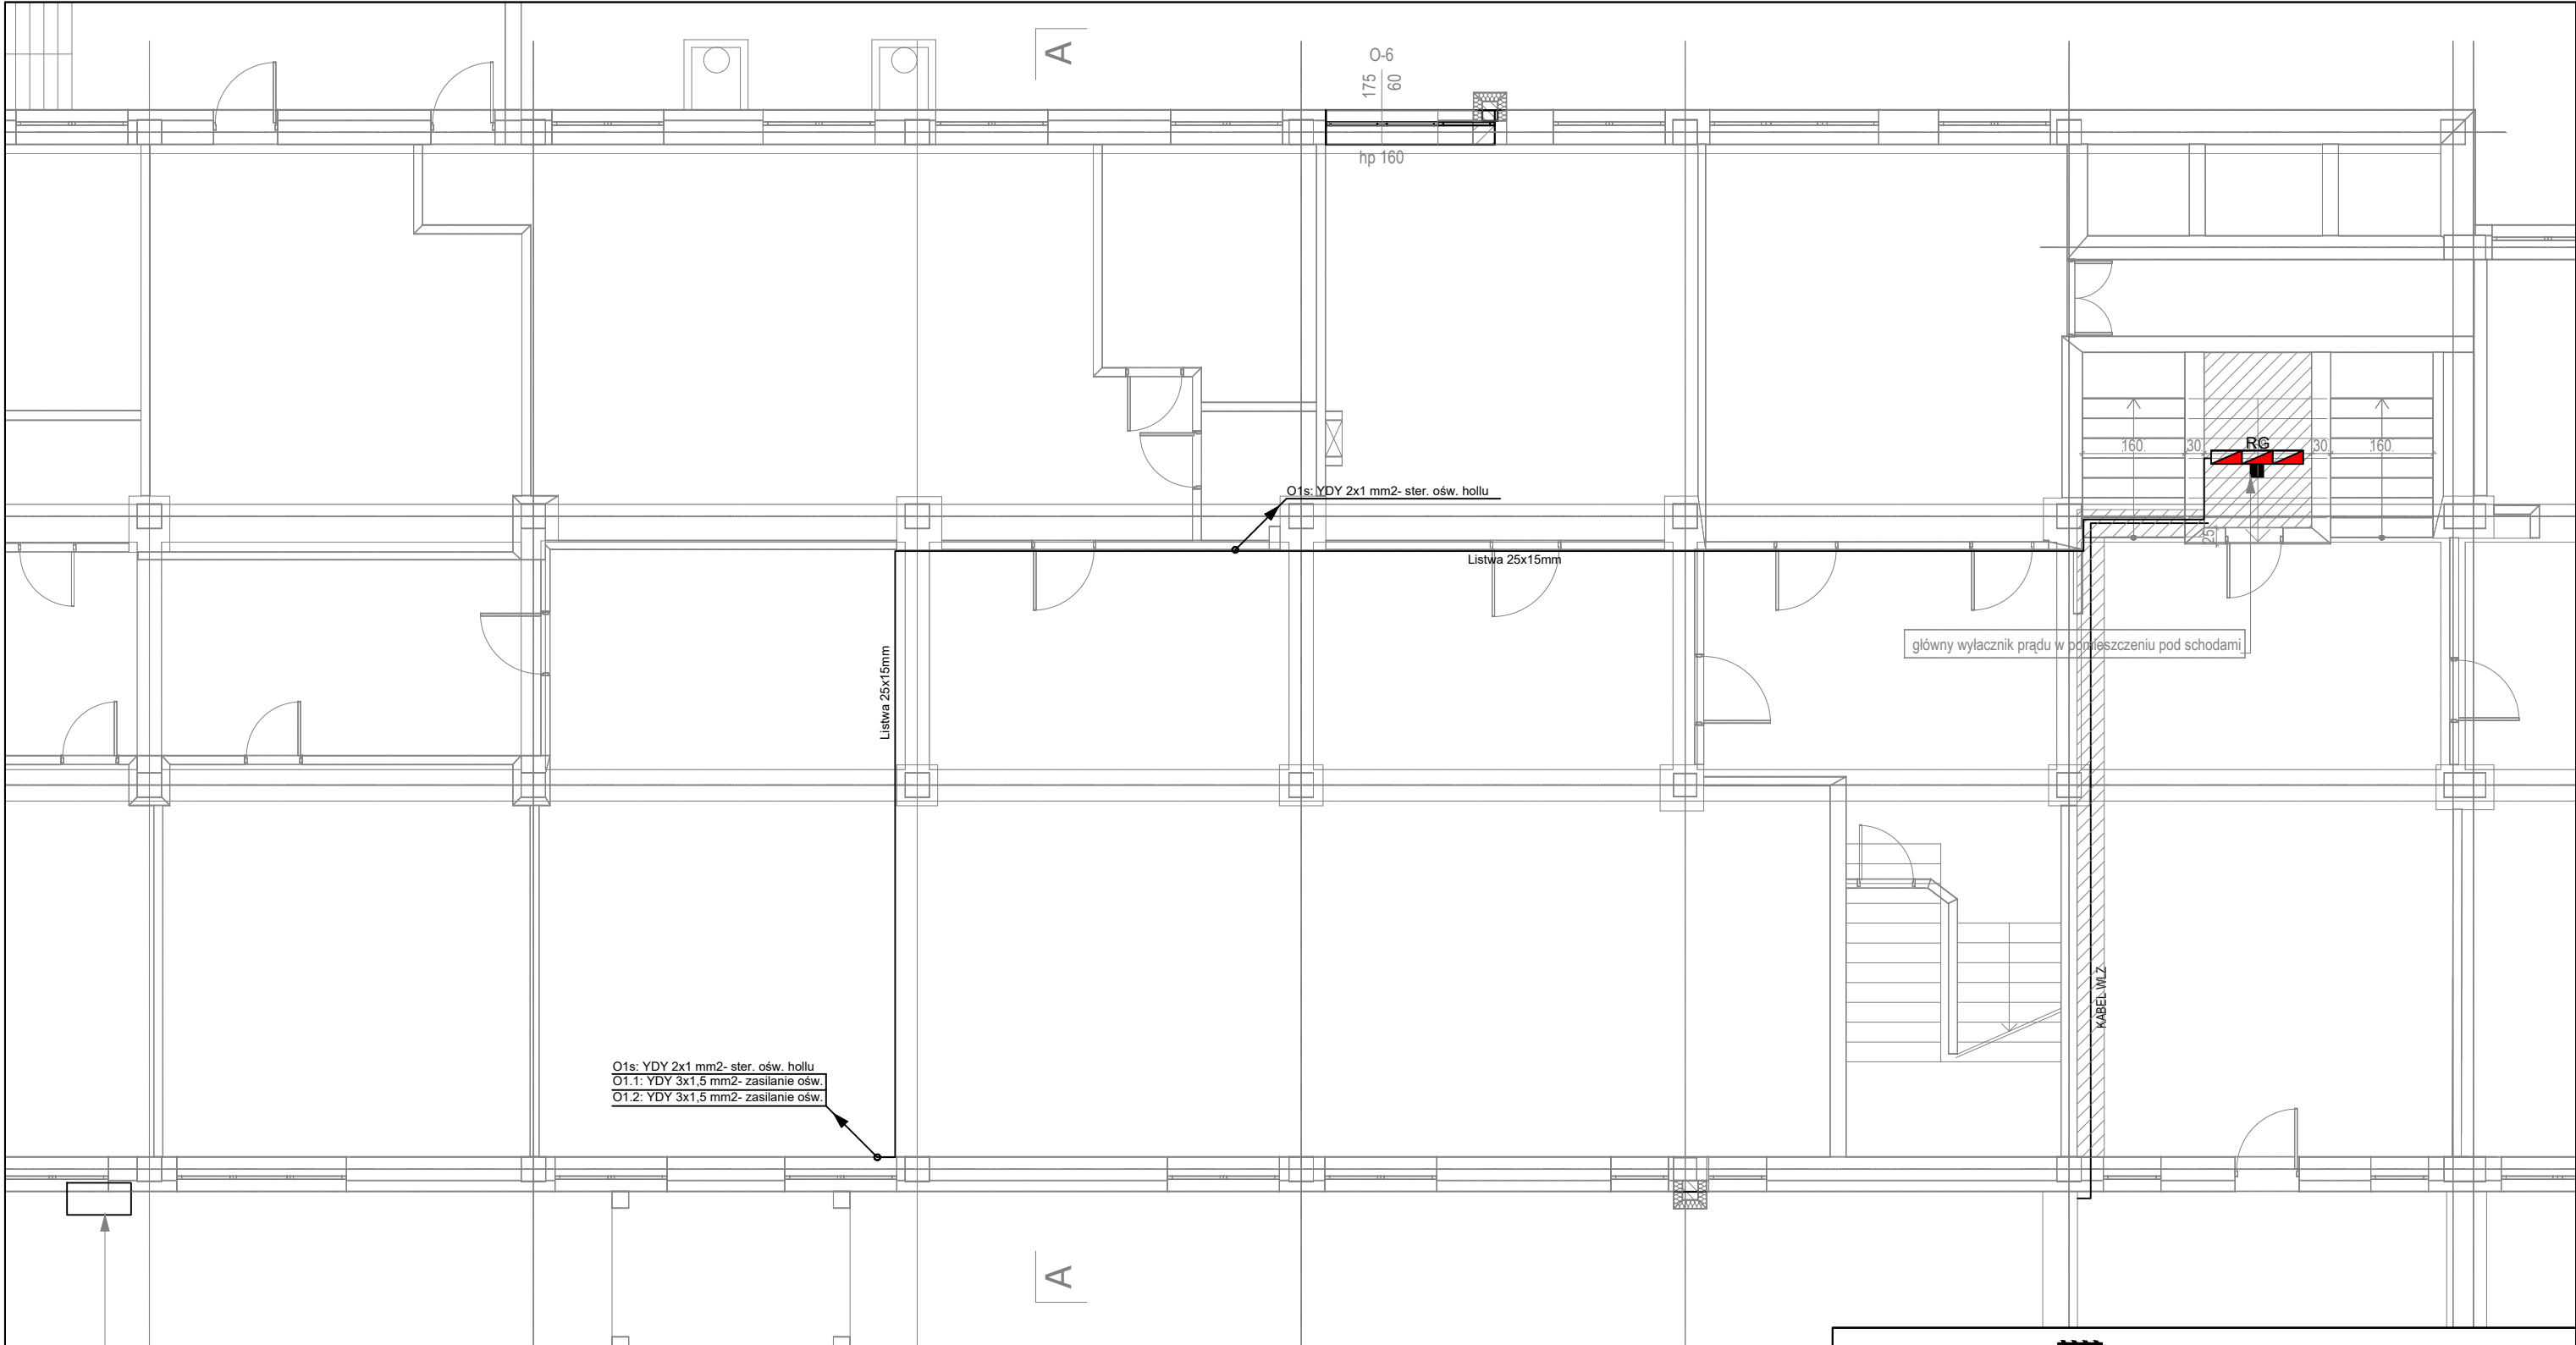 A
O-6
175
60
hp 160
160
30
RG
30
160
O1s: YDY 2x1 mm2- ster. ośw. hollu
Listwa 25x15mm
25
główny wyłacznik prądu w pomieszczeniu pod schodami
Listwa 25x15mm
KABEL WLZ
O1s: YDY 2x1 mm2- ster. ośw. hollu
O1.1: YDY 3x1,5 mm2- zasilanie ośw.
O1.2: YDY 3x1,5 mm2- zasilanie ośw.
A